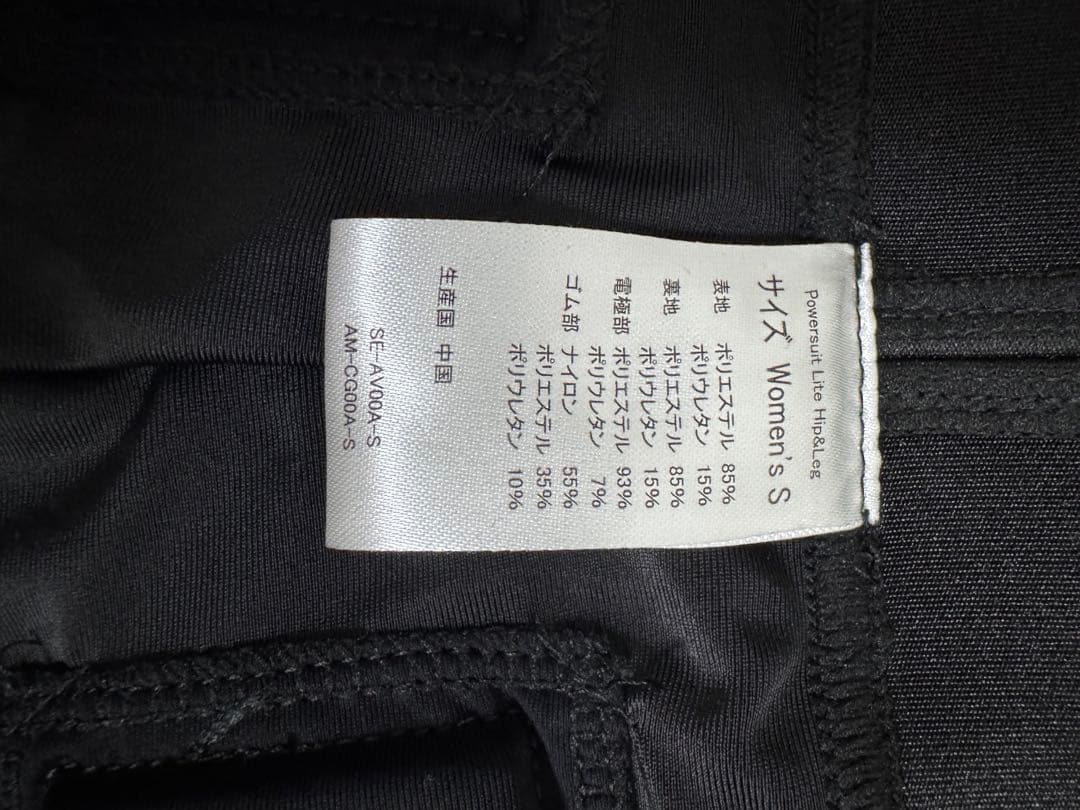 Powersuit Lite Hip&Leg
サイズ Women's S
表地 ポリエステル 85%
ポリウレタン 15%
裏地 ポリエステル 85%
ポリウレタン 15%
電極部 ポリエステル 93%
ポリウレタン 7%
ゴム部 ナイロン 55%
ポリエステル 35%
ポリウレタン 10%
生産国 中国
SE-AV00A-S
AM-CG00A-S